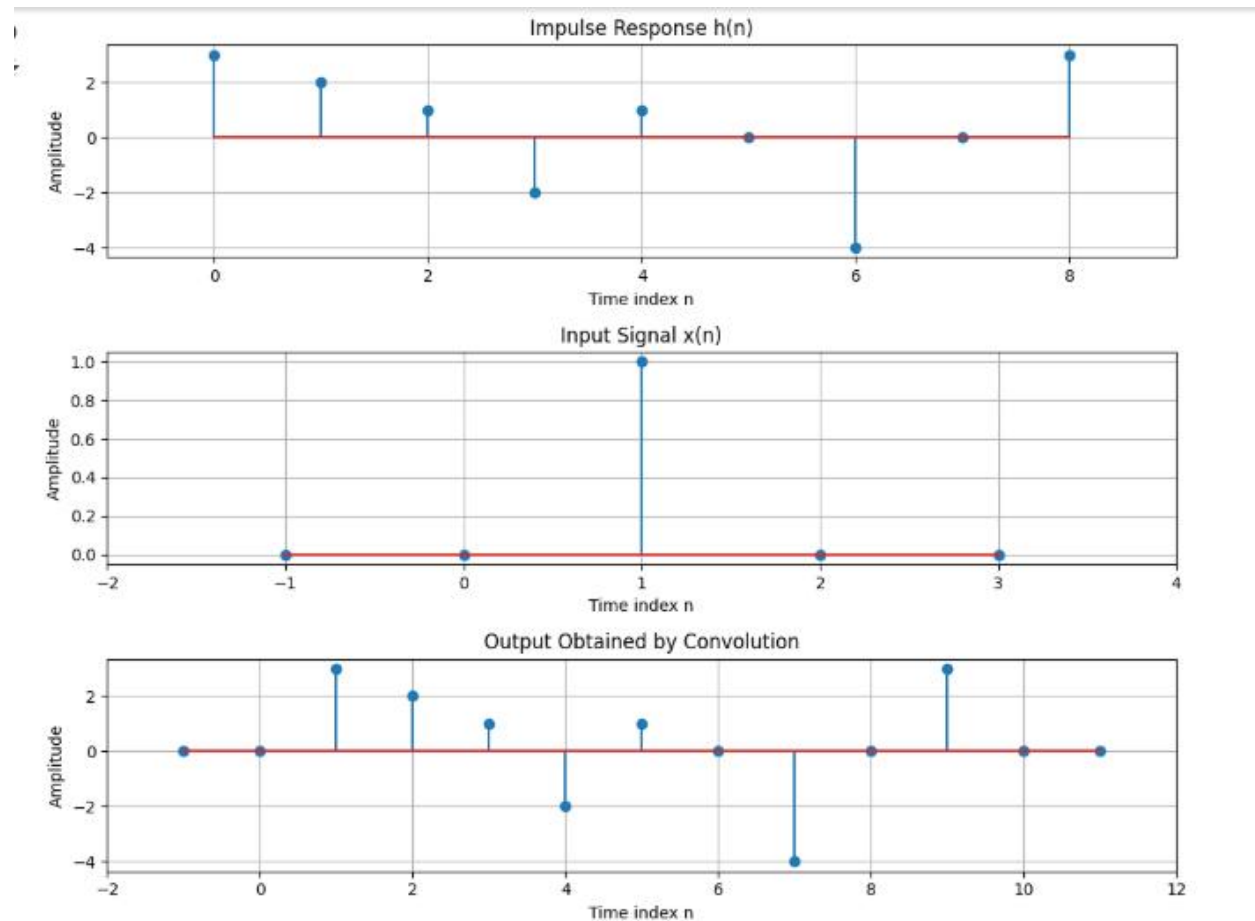 Impulse Response h(n)
2
0
−2
−4
Amplitude
0 2 4 6 8
Time index n
Input Signal x(n)
1.0
0.8
0.6
0.4
0.2
0.0
Amplitude
−2 −1 0 1 2 3 4
Time index n
Output Obtained by Convolution
2
0
−2
−4
Amplitude
−2 0 2 4 6 8 10 12
Time index n